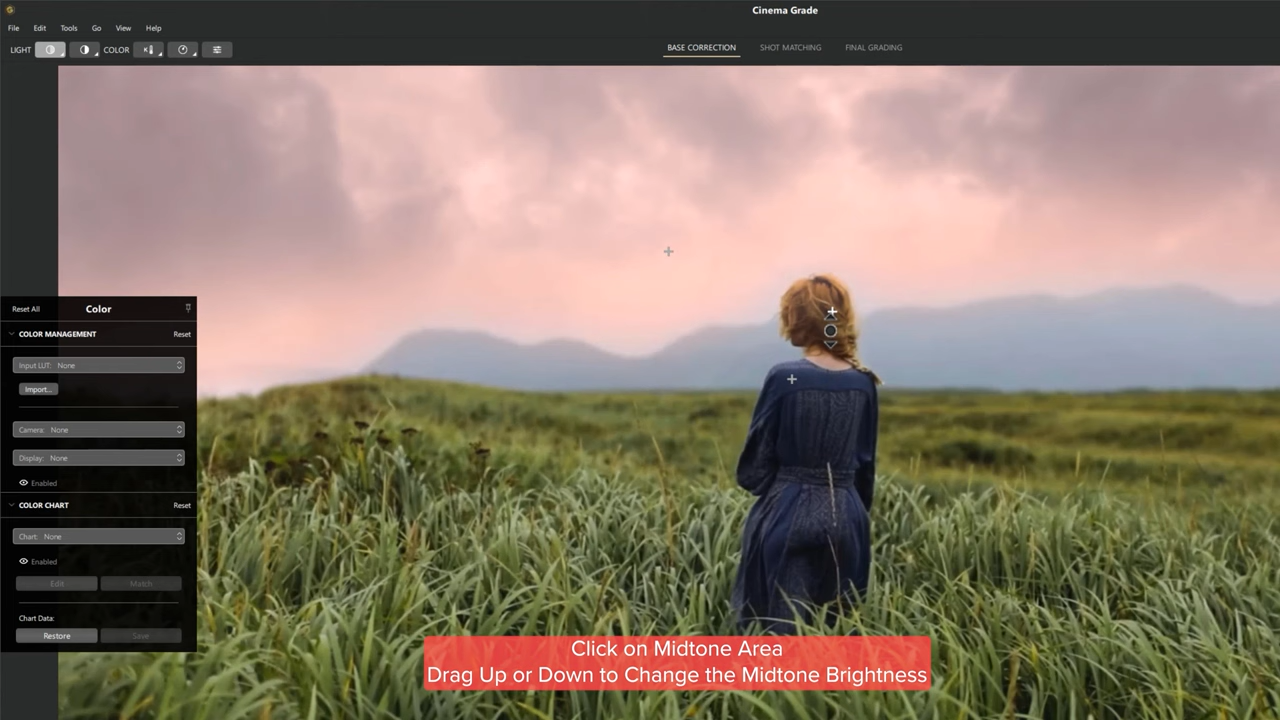 Cinema Grade
File Edit Tools Go View Help
LIGHT COLOR
BASE CORRECTION SHOT MATCHING FINAL GRADING
Reset All Color
COLOR MANAGEMENT Reset
Input LUT: None
Import...
Camera: None
Display: None
Enabled
COLOR CHART Reset
Chart: None
Enabled
Edit Match
Chart Data:
Restore Save
Click on Midtone Area
Drag Up or Down to Change the Midtone Brightness